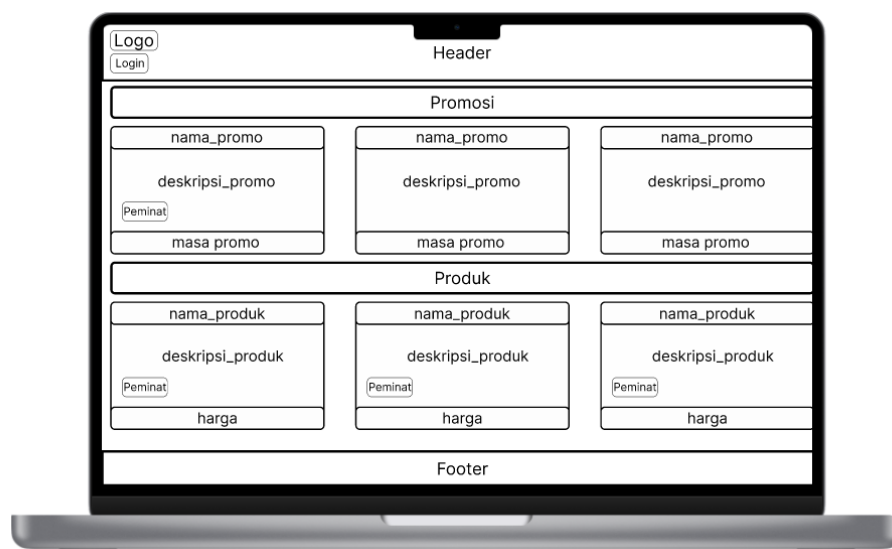 Logo
Login
Header
Promosi
nama_promo nama_promo nama_promo
deskripsi_promo deskripsi_promo deskripsi_promo
Peminat
masa promo masa promo masa promo
Produk
nama_produk nama_produk nama_produk
deskripsi_produk deskripsi_produk deskripsi_produk
Peminat Peminat Peminat
harga harga harga
Footer